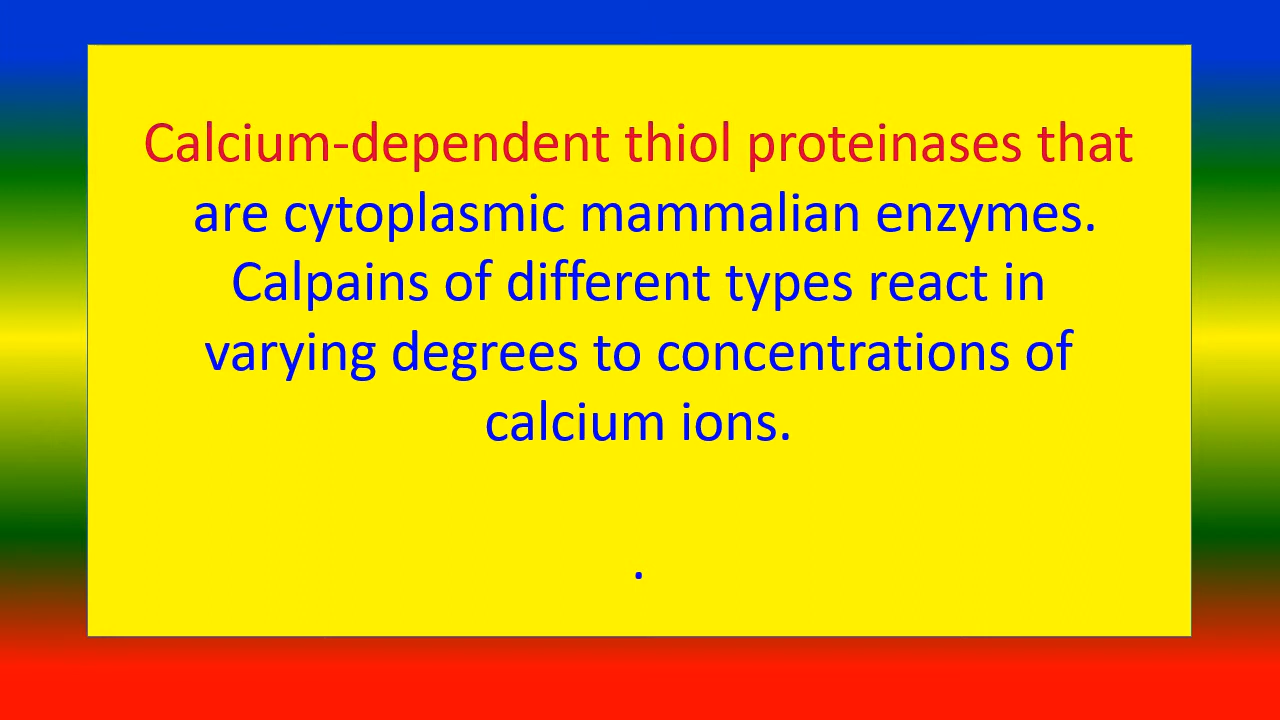 Calcium-dependent thiol proteinases that
are cytoplasmic mammalian enzymes.
Calpains of different types react in
varying degrees to concentrations of
calcium ions.
.